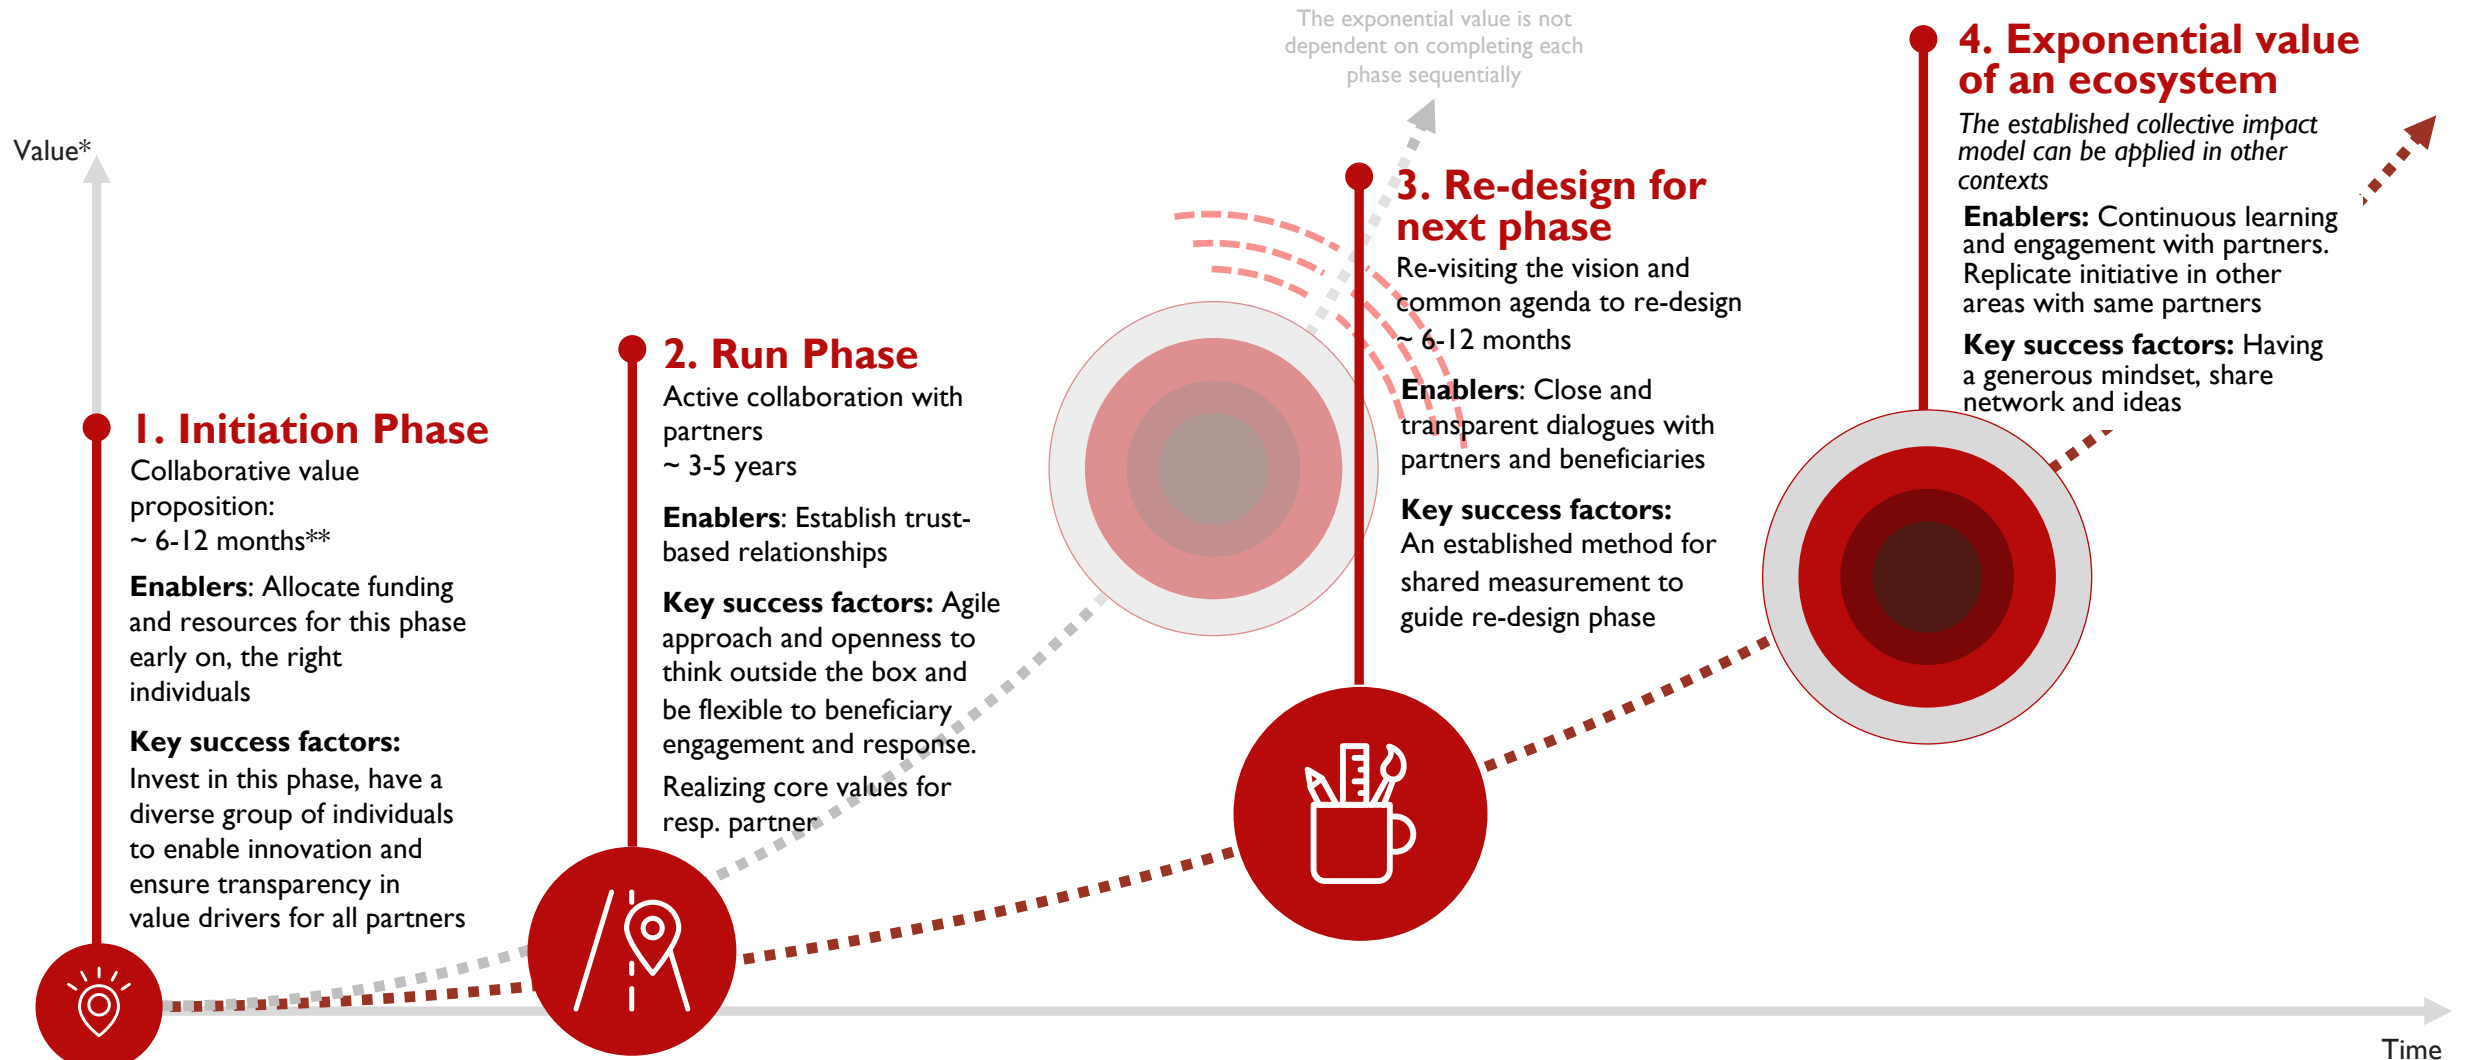 The exponential value is not
dependent on completing each
phase sequentially
Value*
1. Initiation Phase
Collaborative value
proposition:
~ 6-12 months**
Enablers: Allocate funding
and resources for this phase
early on, the right
individuals
Key success factors:
Invest in this phase, have a
diverse group of individuals
to enable innovation and
ensure transparency in
value drivers for all partners
2. Run Phase
Active collaboration with
partners
~ 3-5 years
Enablers: Establish trust-
based relationships
Key success factors: Agile
approach and openness to
think outside the box and
be flexible to beneficiary
engagement and response.
Realizing core values for
resp. partner
3. Re-design for
next phase
Re-visiting the vision and
common agenda to re-design
~ 6-12 months
Enablers: Close and
transparent dialogues with
partners and beneficiaries
Key success factors:
An established method for
shared measurement to
guide re-design phase
4. Exponential value
of an ecosystem
The established collective impact
model can be applied in other
contexts
Enablers: Continuous learning
and engagement with partners.
Replicate initiative in other
areas with same partners
Key success factors: Having
a generous mindset, share
network and ideas
Time